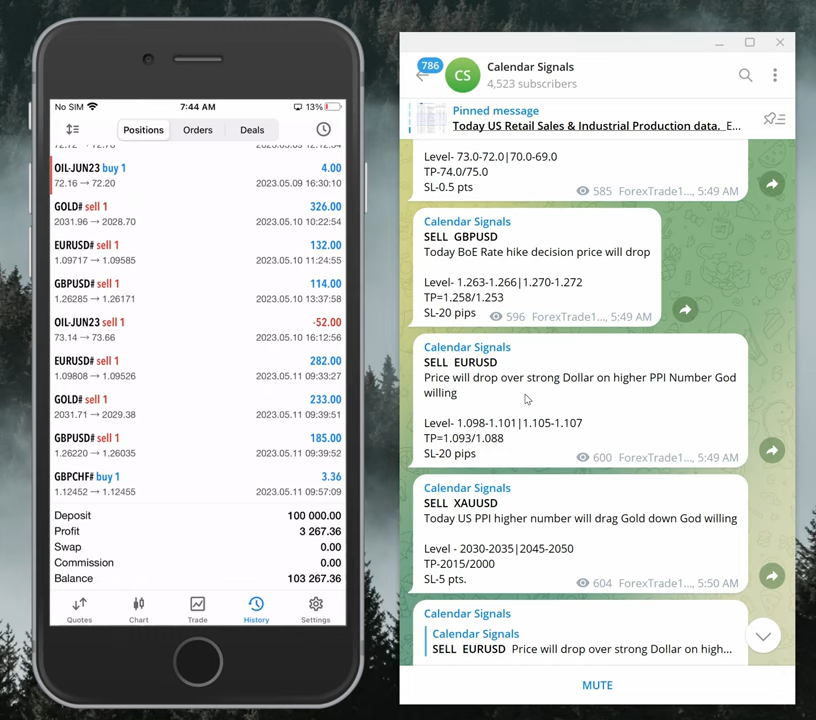 No SIM
7:44 AM
13%
Positions
Orders
Deals
72.72 → 72.78
2023.05.09 12:12:54
OIL-JUN23 buy 1
4.00
72.16 → 72.20
2023.05.09 16:30:10
GOLD# sell 1
326.00
2031.96 → 2028.70
2023.05.10 10:22:54
EURUSD# sell 1
132.00
1.09717 → 1.09585
2023.05.10 11:24:55
GBPUSD# sell 1
114.00
1.26285 → 1.26171
2023.05.10 13:37:58
OIL-JUN23 sell 1
-52.00
73.14 → 73.66
2023.05.10 16:12:56
EURUSD# sell 1
282.00
1.09808 → 1.09526
2023.05.11 09:33:27
GOLD# sell 1
233.00
2031.71 → 2029.38
2023.05.11 09:39:51
GBPUSD# sell 1
185.00
1.26220 → 1.26035
2023.05.11 09:39:52
GBPCHF# buy 1
3.36
1.12452 → 1.12455
2023.05.11 09:57:09
Deposit 100 000.00
Profit 3 267.36
Swap 0.00
Commission 0.00
Balance 103 267.36
Quotes
Chart
Trade
History
Settings
786
CS
Calendar Signals
4,523 subscribers
Pinned message
Today US Retail Sales & Industrial Production data. E...
Level- 73.0-72.0|70.0-69.0
TP-74.0/75.0
SL-0.5 pts
585 ForexTrade1..., 5:49 AM
Calendar Signals
SELL GBPUSD
Today BoE Rate hike decision price will drop
Level- 1.263-1.266|1.270-1.272
TP=1.258/1.253
SL-20 pips
596 ForexTrade1..., 5:49 AM
Calendar Signals
SELL EURUSD
Price will drop over strong Dollar on higher PPI Number God
willing
Level- 1.098-1.101|1.105-1.107
TP=1.093/1.088
SL-20 pips
600 ForexTrade1..., 5:49 AM
Calendar Signals
SELL XAUUSD
Today US PPI higher number will drag Gold down God willing
Level - 2030-2035|2045-2050
TP-2015/2000
SL-5 pts.
604 ForexTrade1..., 5:50 AM
Calendar Signals
Calendar Signals
SELL EURUSD Price will drop over strong Dollar on high...
MUTE